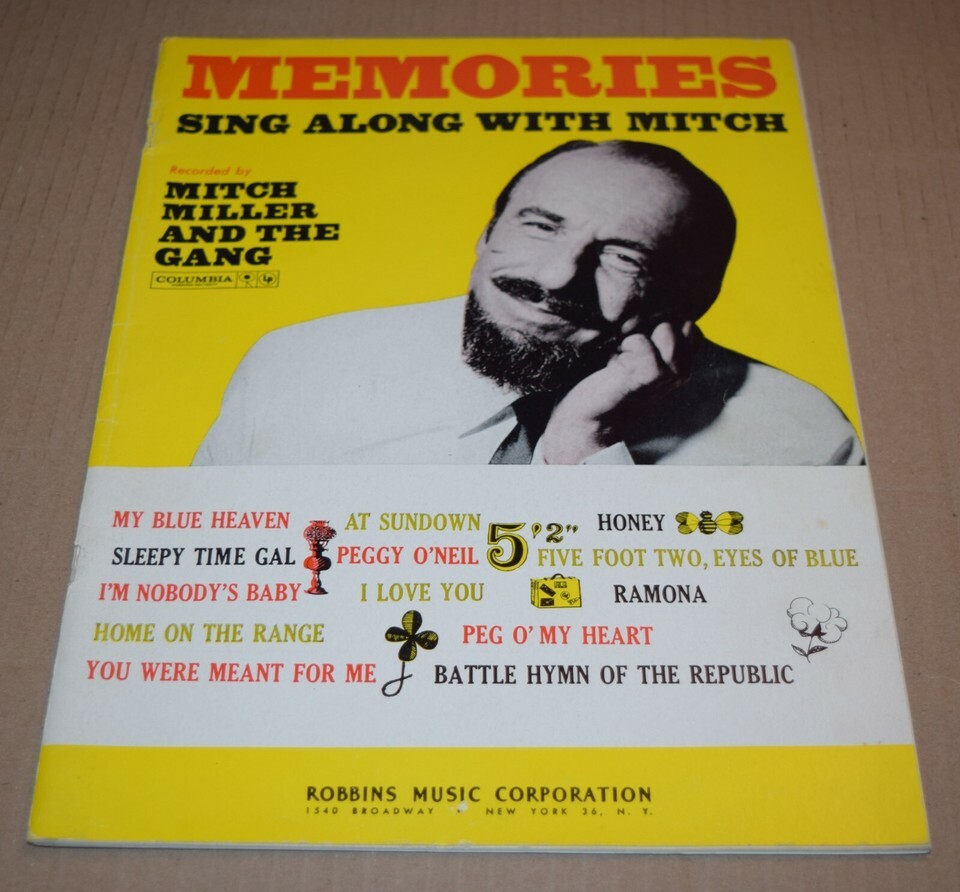 MEMORIES
SING ALONG WITH MITCH
Recorded by
MITCH
MILLER
AND THE
GANG
COLUMBIA
MY BLUE HEAVEN AT SUNDOWN 5'2" HONEY
SLEEPY TIME GAL PEGGY O'NEIL FIVE FOOT TWO, EYES OF BLUE
I'M NOBODY'S BABY I LOVE YOU RAMONA
HOME ON THE RANGE PEG O' MY HEART
YOU WERE MEANT FOR ME BATTLE HYMN OF THE REPUBLIC
ROBBINS MUSIC CORPORATION
1540 BROADWAY • NEW YORK 36, N. Y.